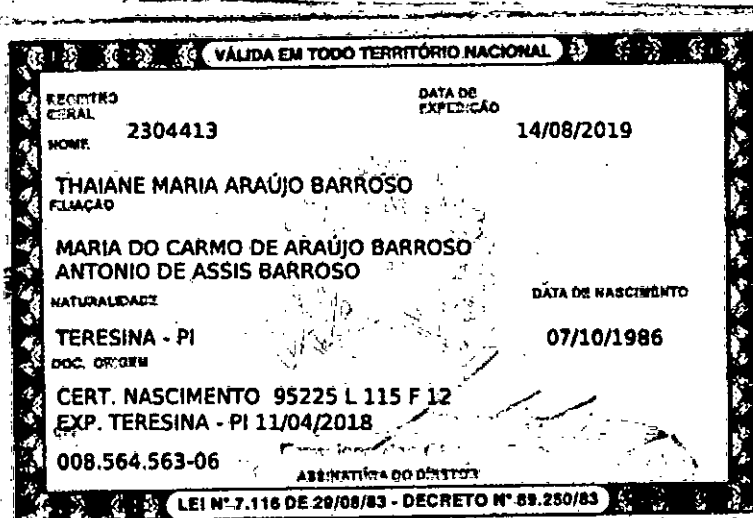 VÁLIDA EM TODO TERRITÓRIO NACIONAL
REGISTRO GERAL
DATA DE EXPEDIÇÃO
2304413
14/08/2019
NOME
THAIANE MARIA ARAÚJO BARROSO
FILIAÇÃO
MARIA DO CARMO DE ARAÚJO BARROSO
ANTONIO DE ASSIS BARROSO
NATURALIDADE
DATA DE NASCIMENTO
TERESINA - PI
07/10/1986
DOC. ORIGEM
CERT. NASCIMENTO 95225 L 115 F 12
EXP. TERESINA - PI 11/04/2018
008.564.563-06
ASSINATURA DO DIRETOR
LEI Nº 7.116 DE 29/08/83 - DECRETO Nº 89.250/83